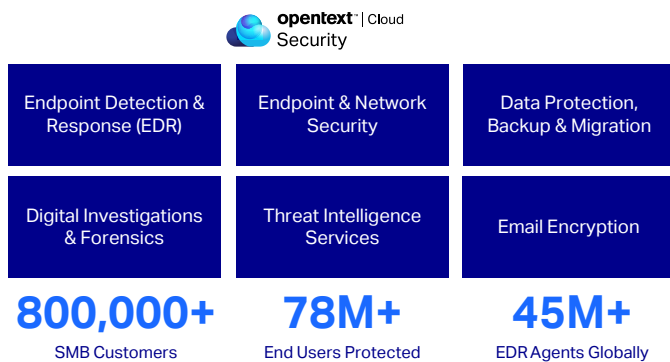 opentext™ | Cloud
Security
Endpoint Detection &
Response (EDR)
Endpoint & Network
Security
Data Protection,
Backup & Migration
Digital Investigations
& Forensics
Threat Intelligence
Services
Email Encryption
800,000+
SMB Customers
78M+
End Users Protected
45M+
EDR Agents Globally